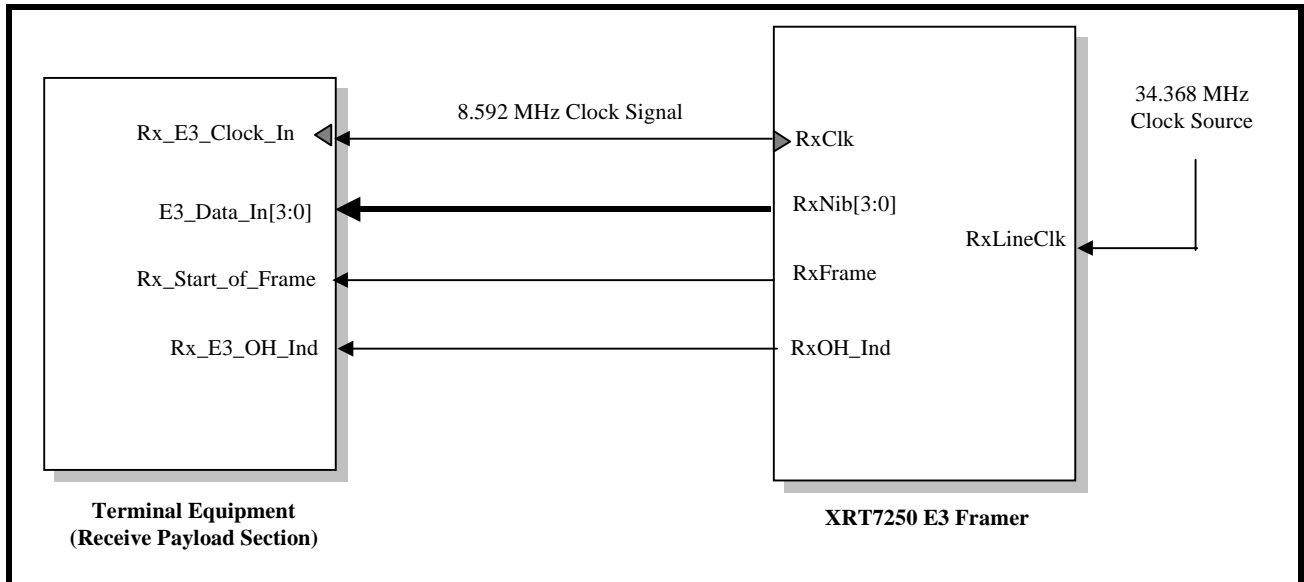 Rx_E3_Clock_In
8.592 MHz Clock Signal
RxClk
34.368 MHz
Clock Source
E3_Data_In[3:0]
RxNib[3:0]
RxLineClk
Rx_Start_of_Frame
RxFrame
Rx_E3_OH_Ind
RxOH_Ind
Terminal Equipment
(Receive Payload Section)
XRT7250 E3 Framer